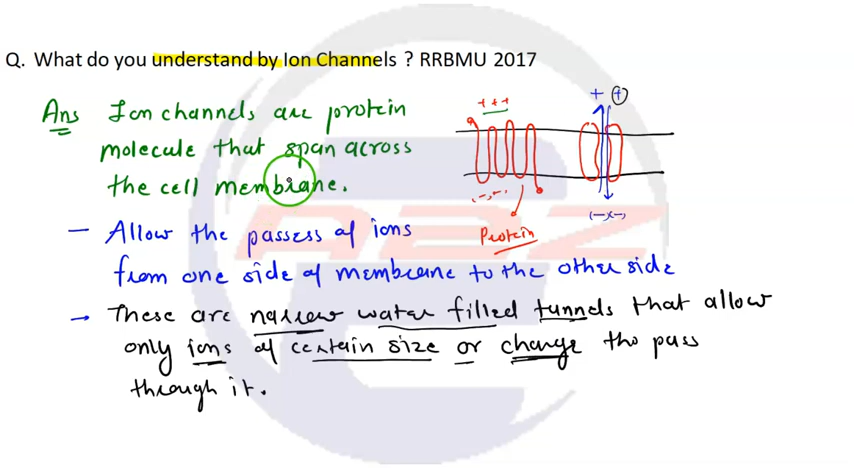 Q. What do you understand by Ion Channels ? RRBMU 2017
Ans Ion channels are protein
molecule that span across
the cell membrane.
+++
(-,-)
Protein
+ +
(-x-)
- Allow the passess of ions
from one side of membrane to the other side
→ These are narrow water filled tunnels that allow
only ions of certain size or change tho pass
through it.
ABZ